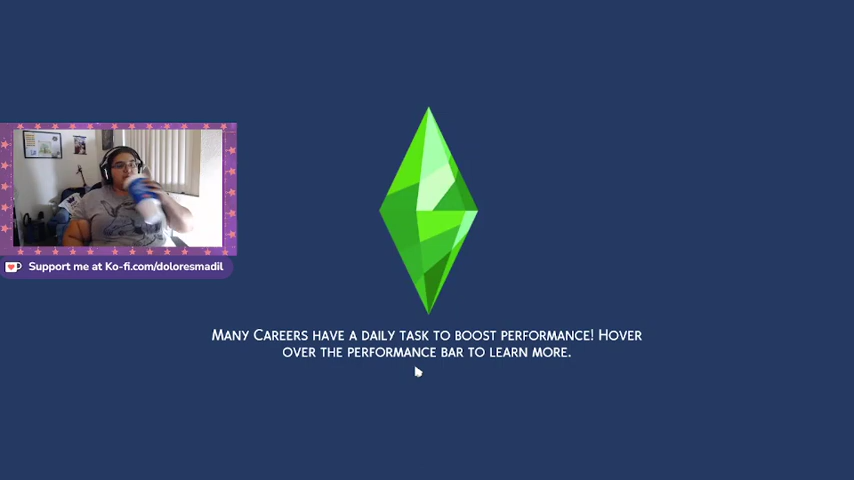 Support me at Ko-fi.com/doloresmadil
MANY CAREERS HAVE A DAILY TASK TO BOOST PERFORMANCE! HOVER
OVER THE PERFORMANCE BAR TO LEARN MORE.